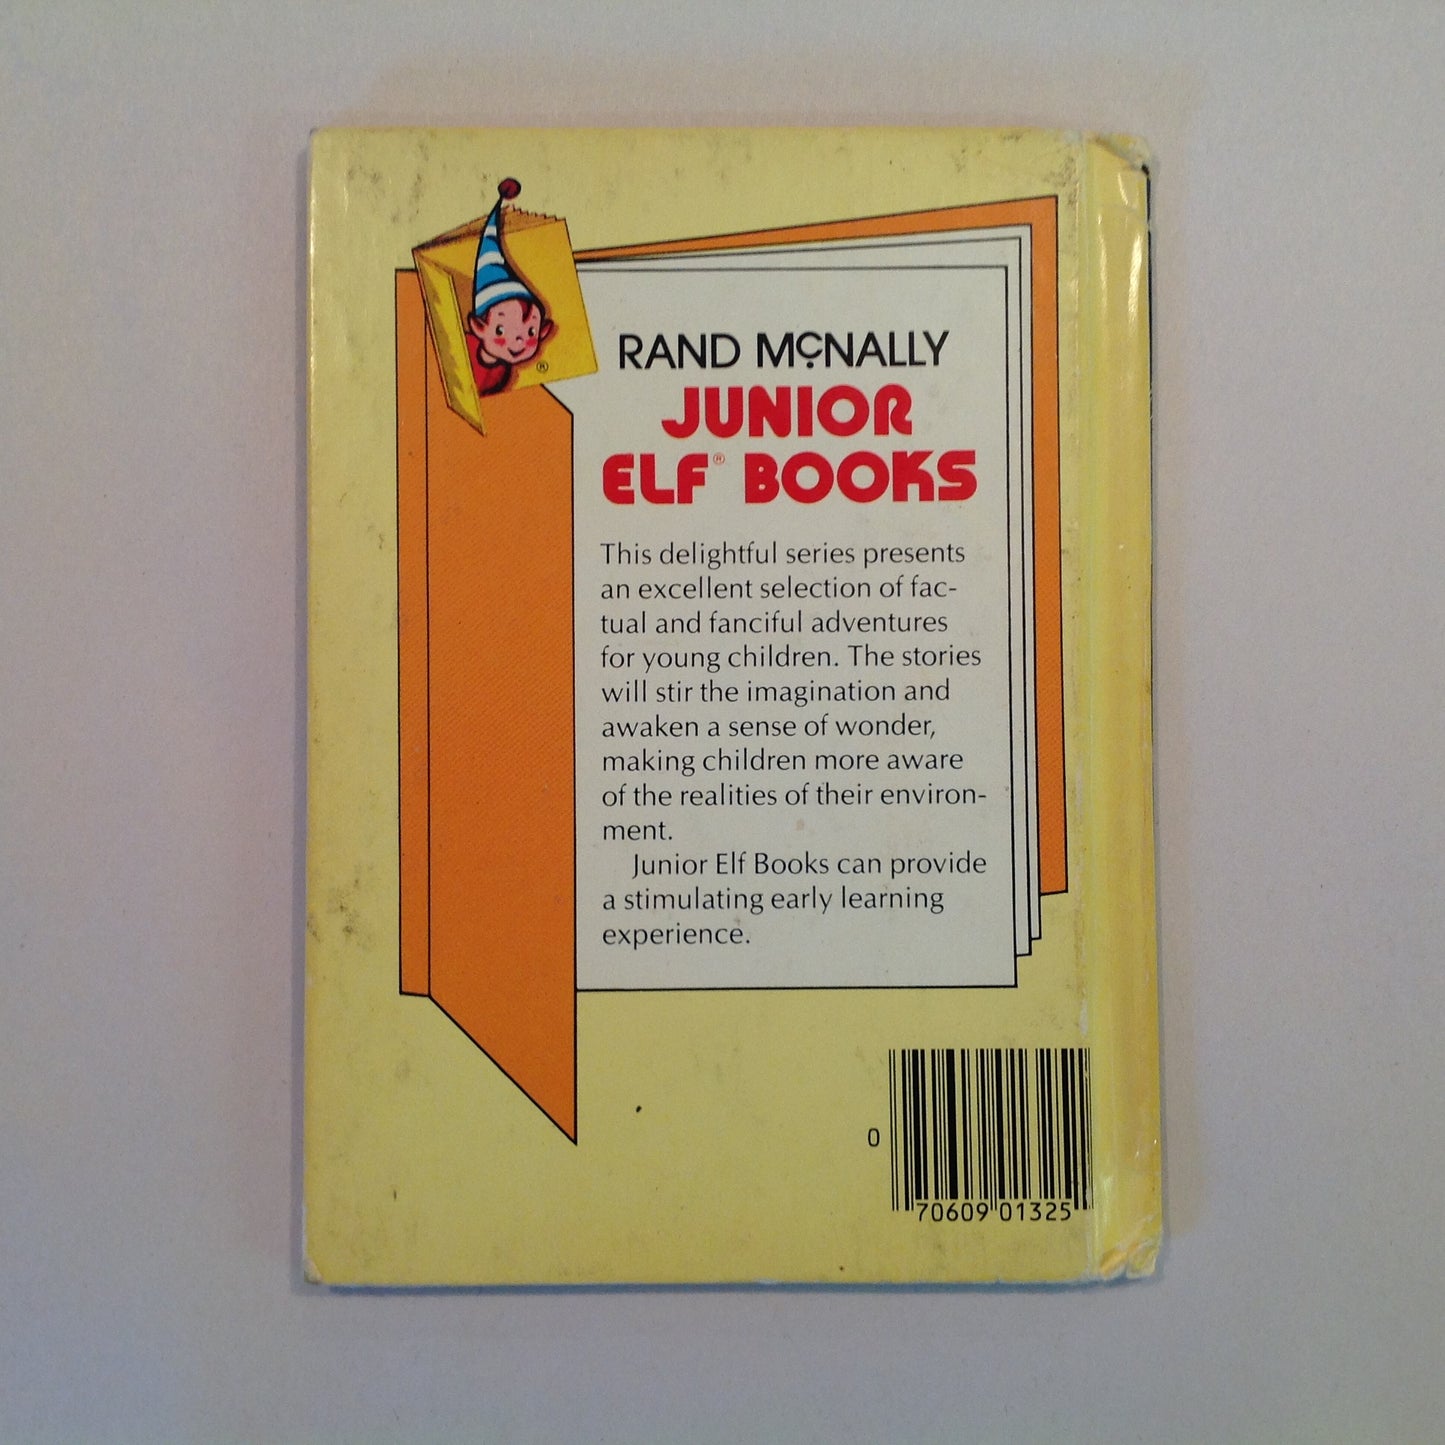 RAND McNALLY
JUNIOR
ELF® BOOKS
This delightful series presents
an excellent selection of fac-
tual and fanciful adventures
for young children. The stories
will stir the imagination and
awaken a sense of wonder,
making children more aware
of the realities of their environ-
ment.
Junior Elf Books can provide
a stimulating early learning
experience.
®
0
70609 01325